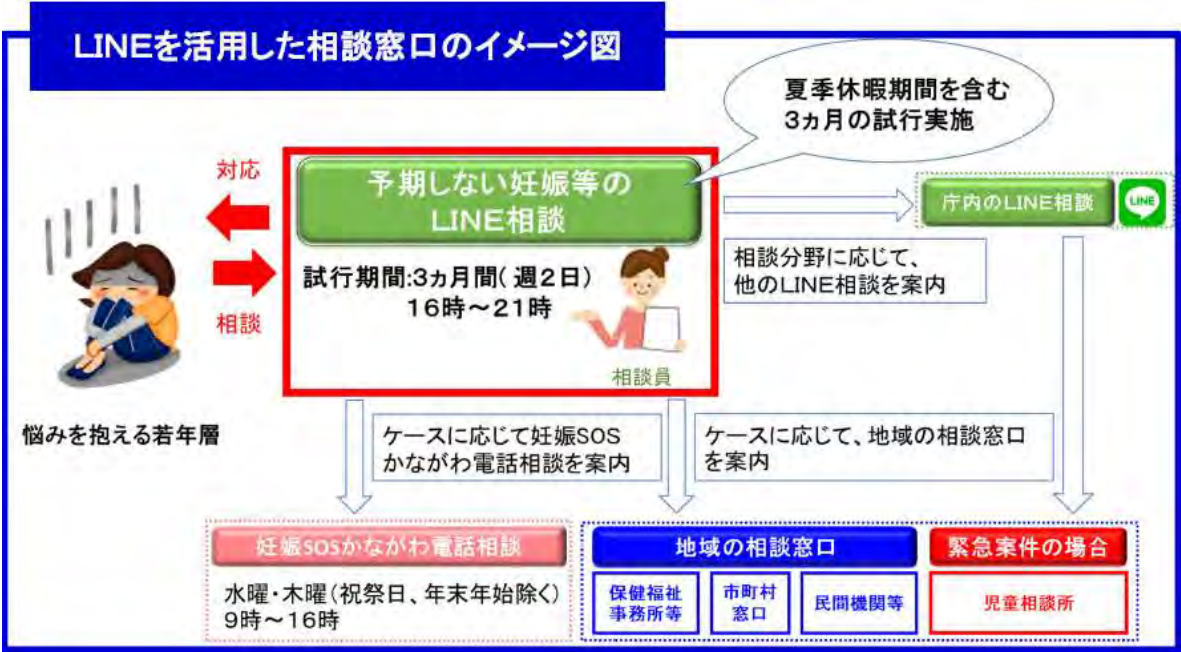 LINEを活用した相談窓口のイメージ図
夏季休暇期間を含む
3ヵ月の試行実施
対応
相談
悩みを抱える若年層
予期しない妊娠等の
LINE相談
試行期間:3ヵ月間(週2日)
16時～21時
相談員
庁内のLINE相談
LINE
相談分野に応じて、
他のLINE相談を案内
ケースに応じて妊娠SOS
かながわ電話相談を案内
ケースに応じて、地域の相談窓口
を案内
妊娠SOSかながわ電話相談
水曜・木曜(祝祭日、年末年始除く)
9時～16時
地域の相談窓口
保健福祉
事務所等
市町村
窓口
民間機関等
緊急案件の場合
児童相談所